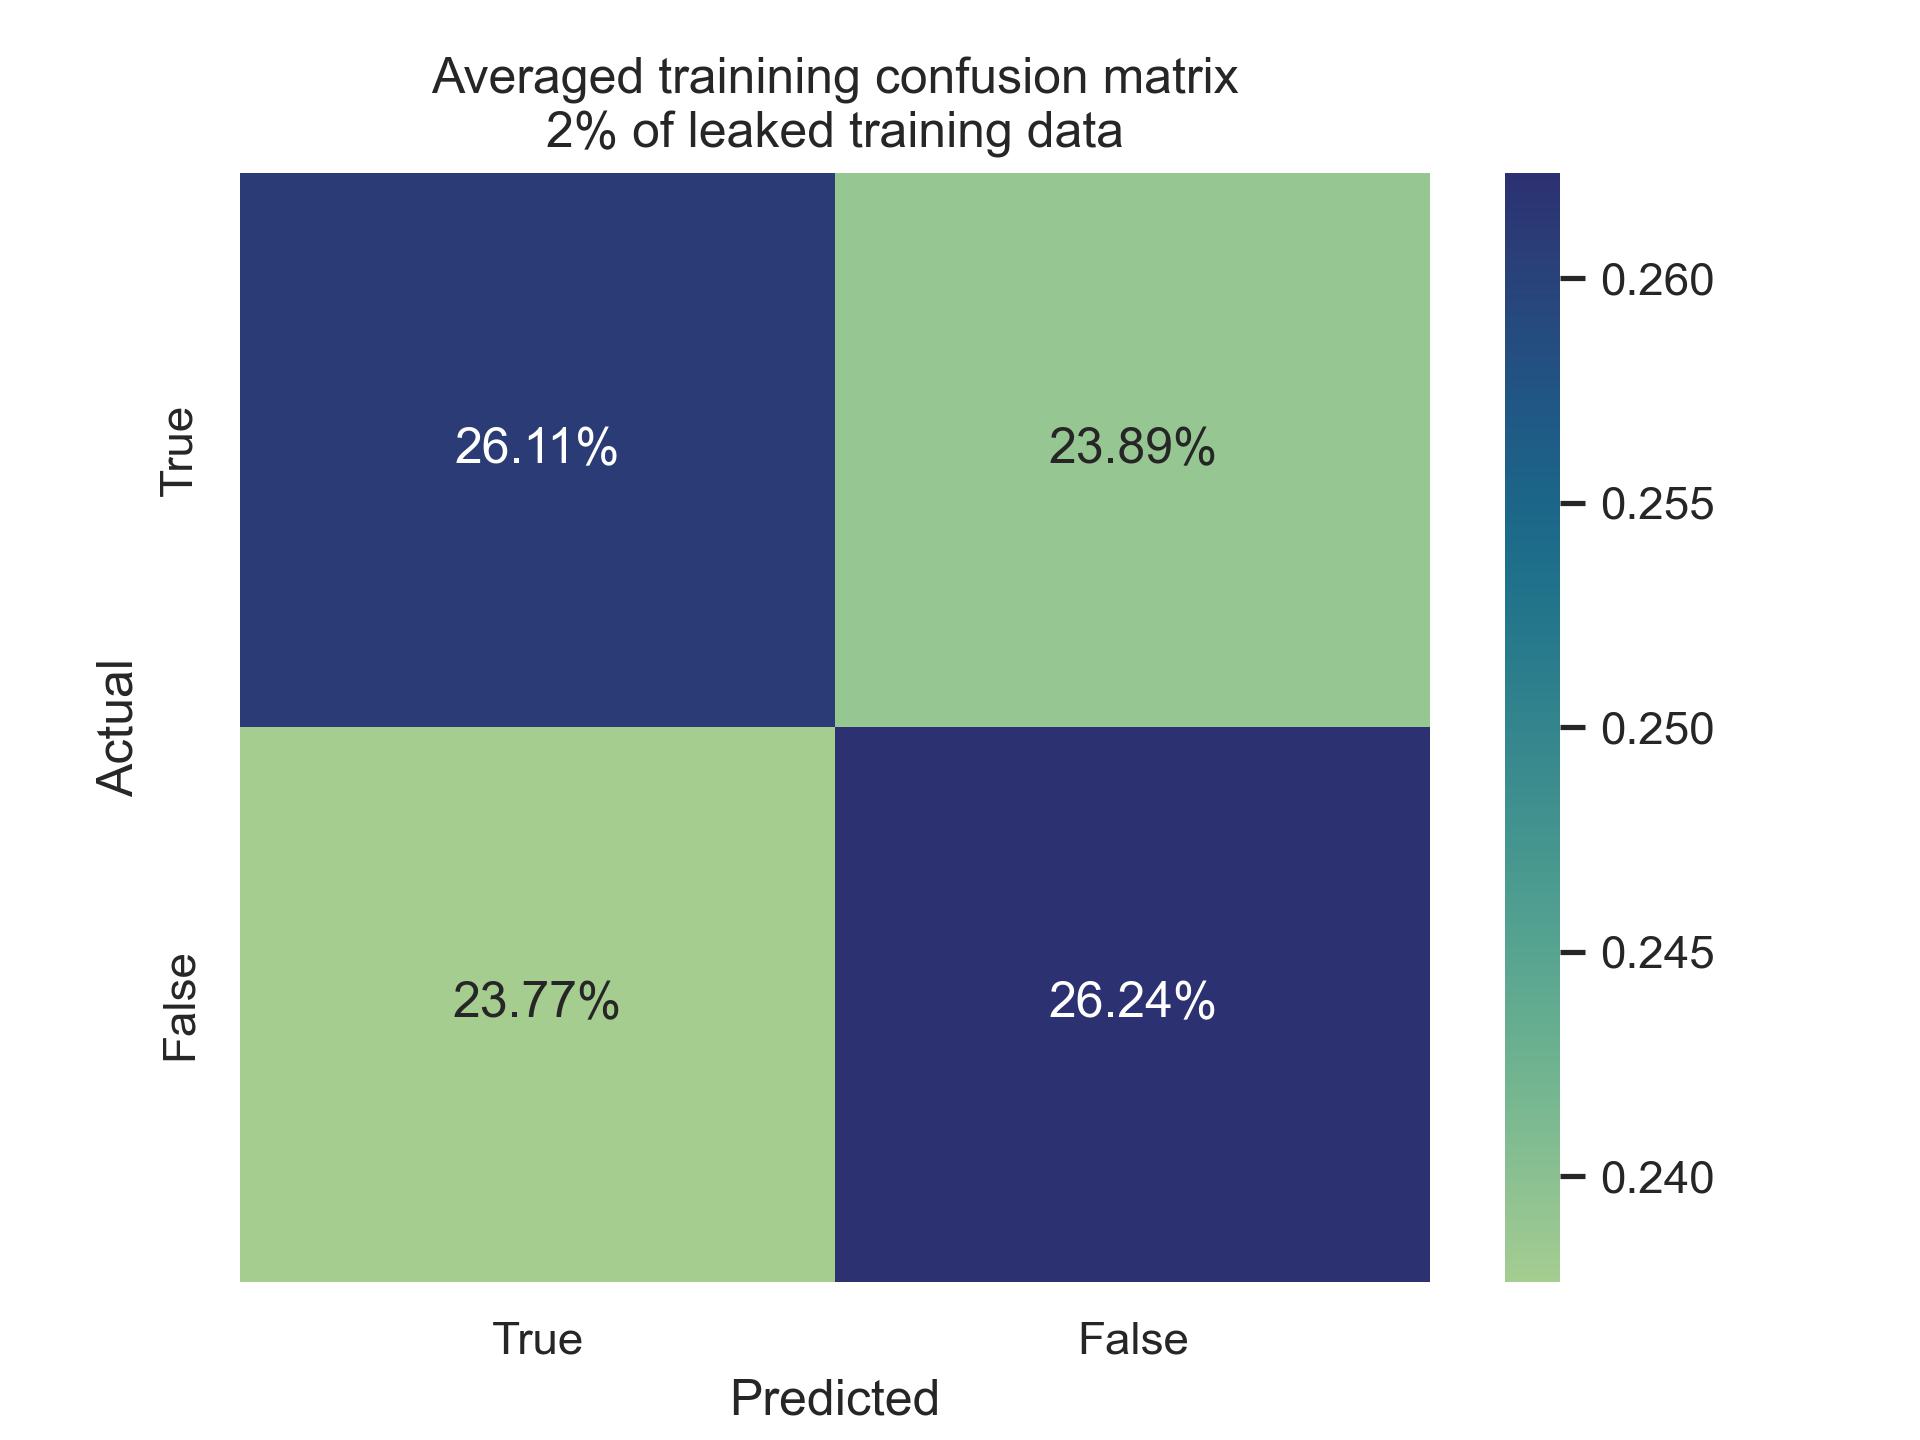 Averaged trainining confusion matrix
2% of leaked training data
Actual
True
26.11%
23.89%
False
23.77%
26.24%
True
False
Predicted
0.260
0.255
0.250
0.245
0.240